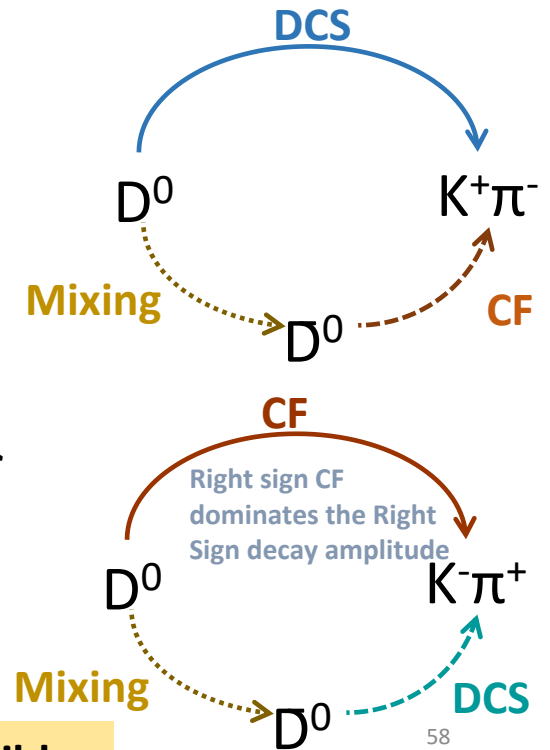 DCS
D⁰ K⁺π⁻
Mixing
CF
D̄⁰
CF
Right sign CF
dominates the Right
Sign decay amplitude
D⁰ K⁻π⁺
Mixing
DCS
D̄⁰
58